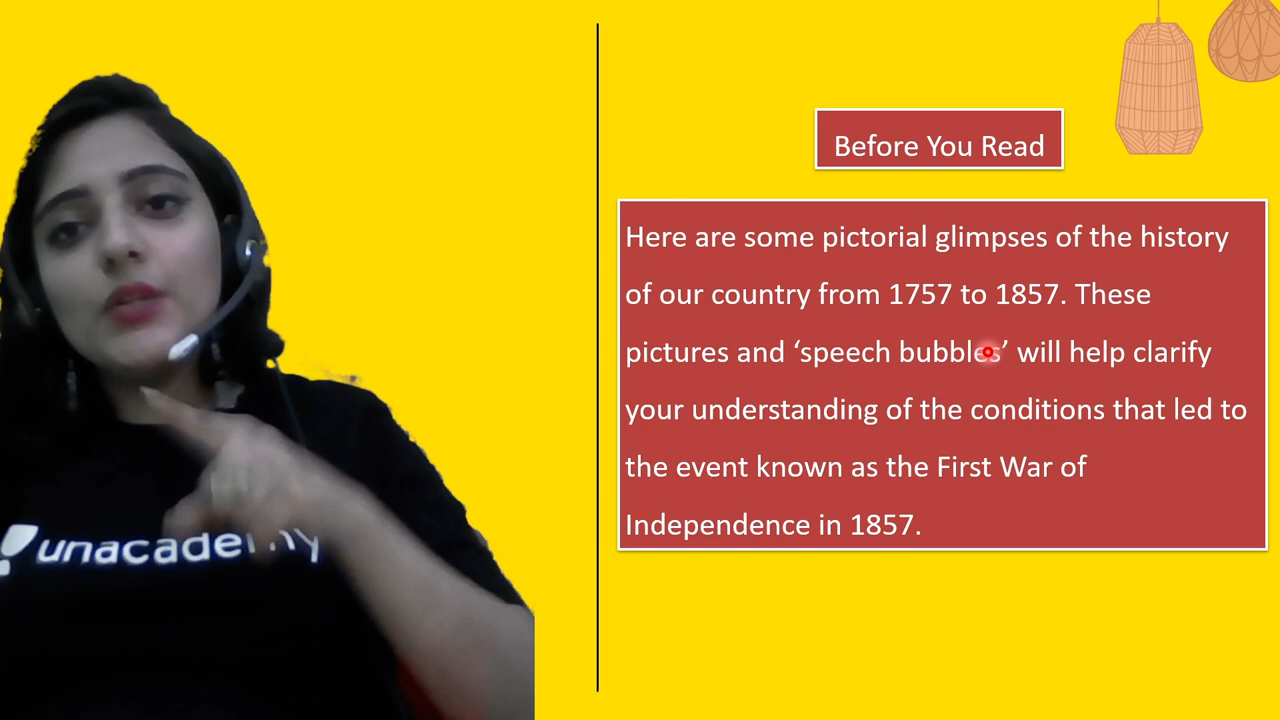 Before You Read
Here are some pictorial glimpses of the history
of our country from 1757 to 1857. These
pictures and ‘speech bubbles’ will help clarify
your understanding of the conditions that led to
the event known as the First War of
Independence in 1857.
unacademy